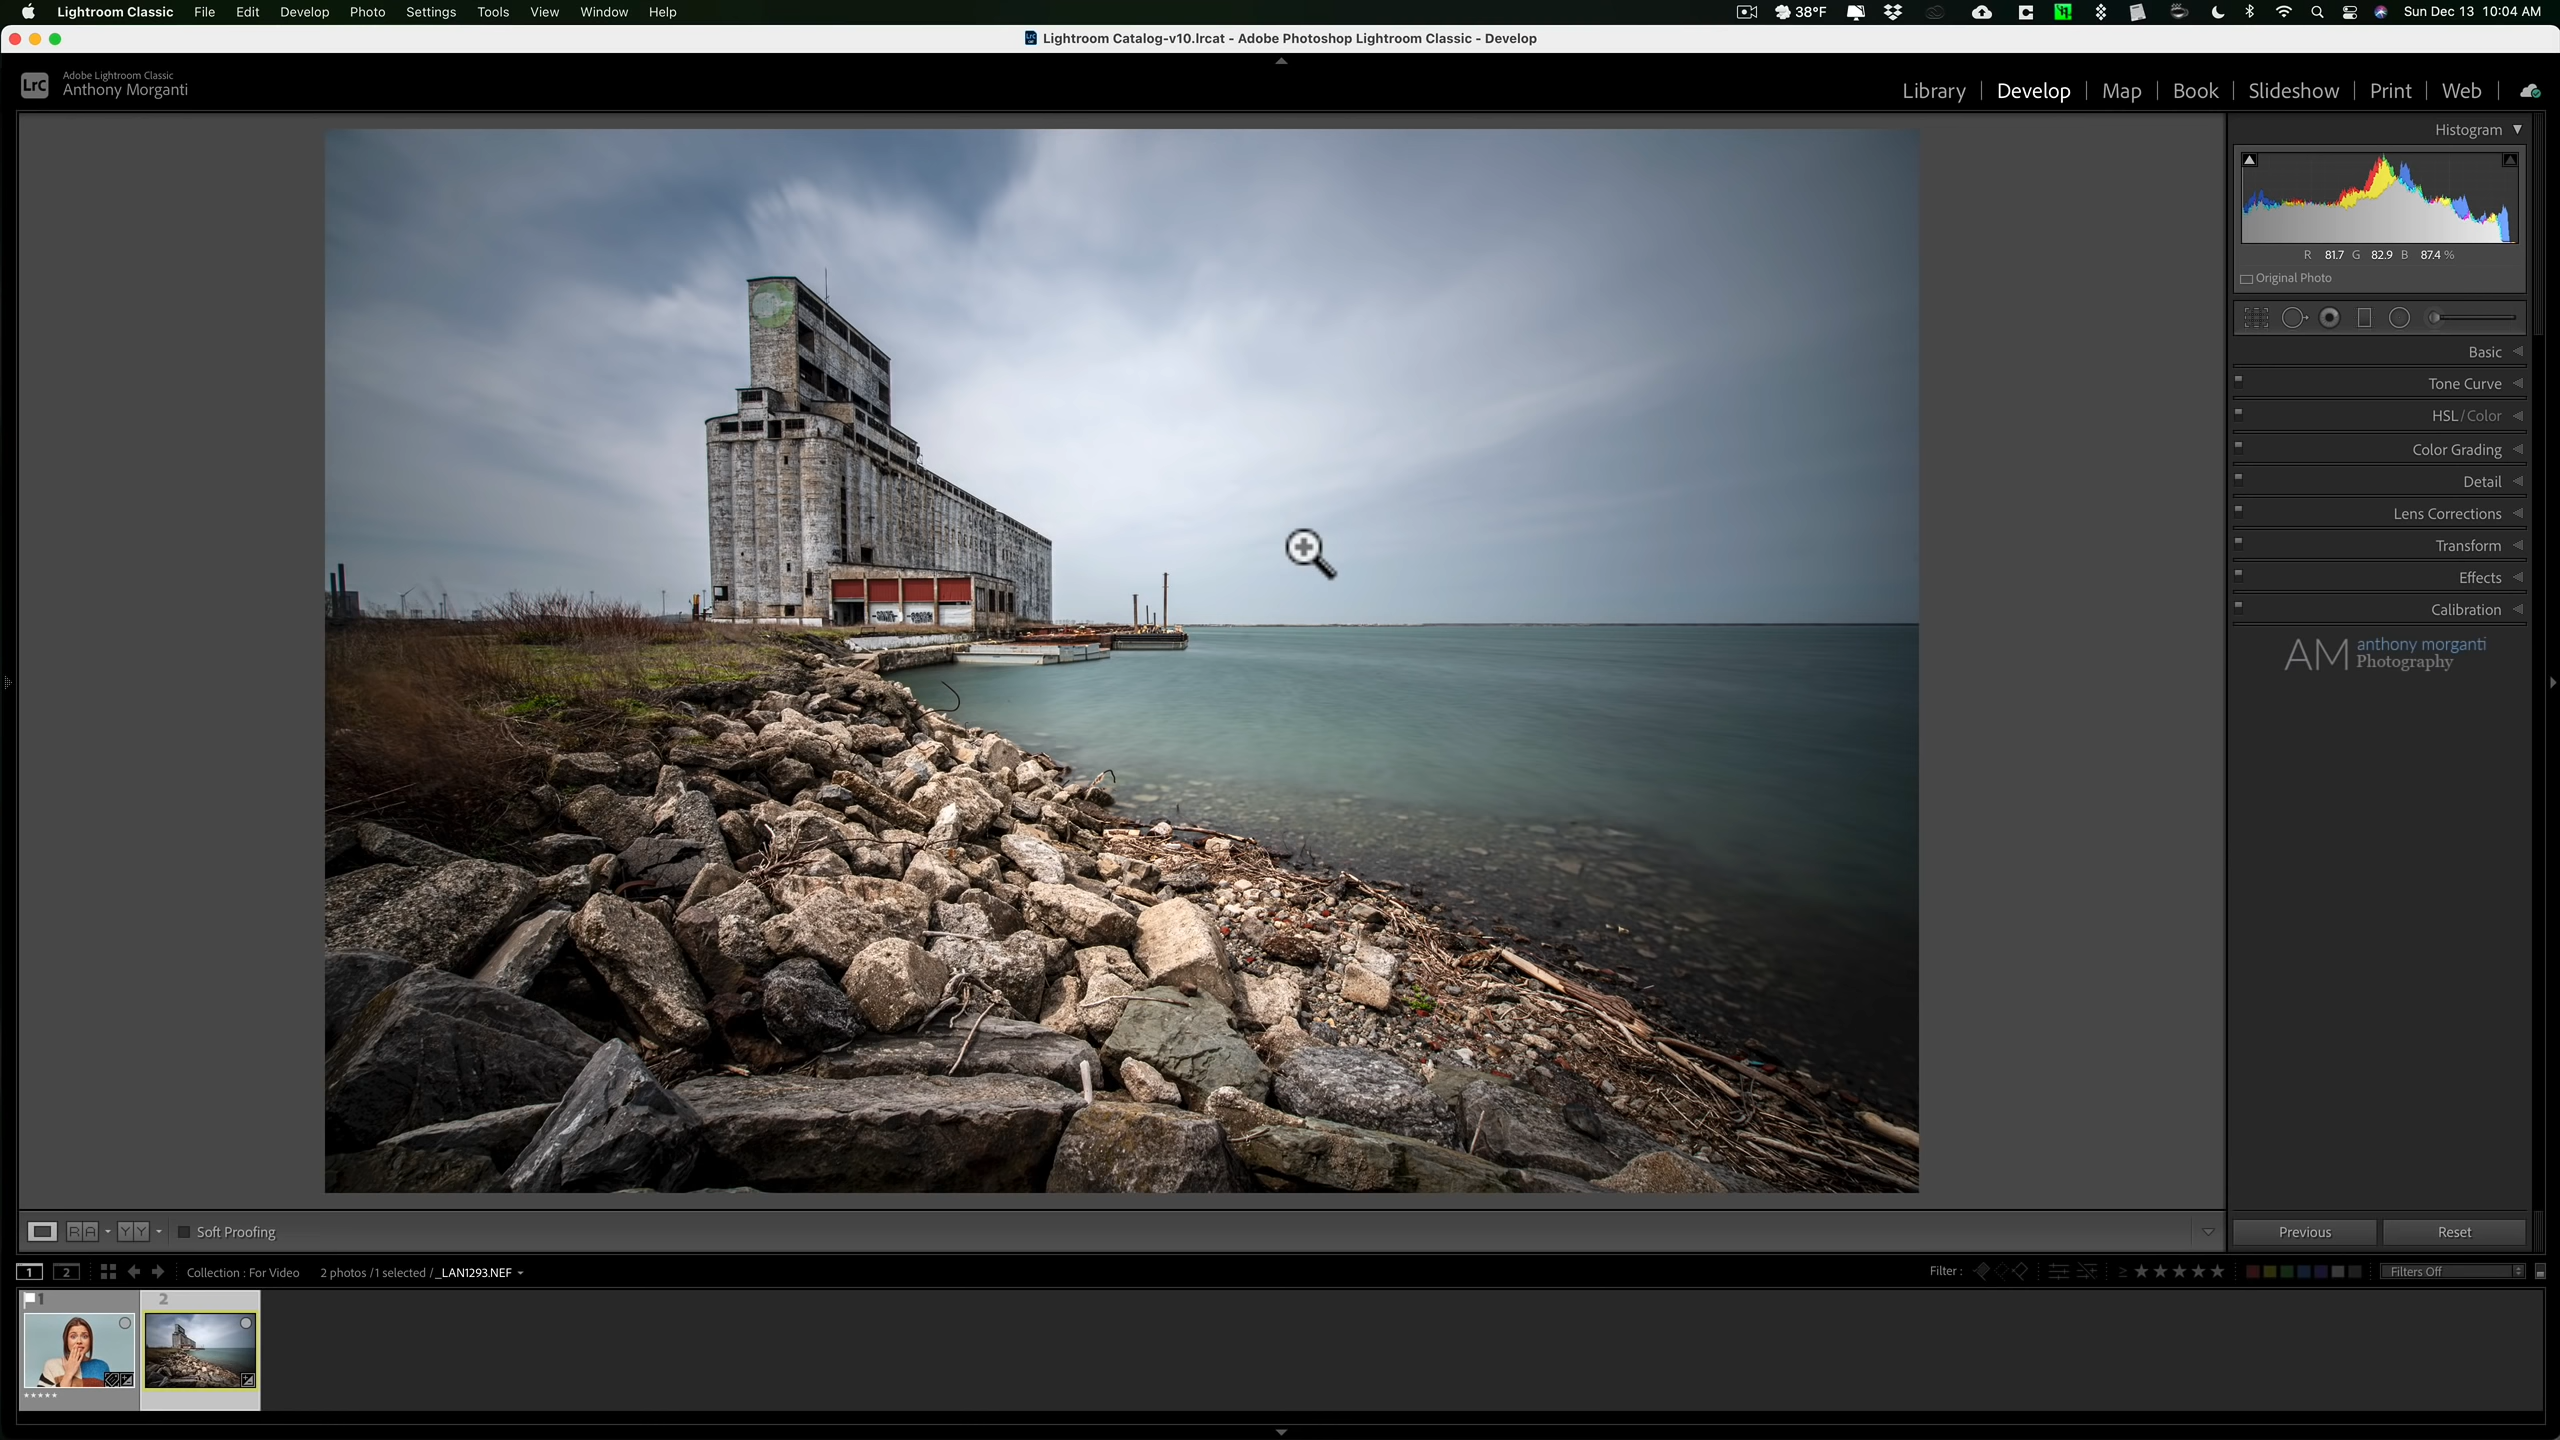 Lightroom Classic File Edit Develop Photo Settings Tools View Window Help 38°F Sun Dec 13 10:04 AM
Lightroom Catalog-v10.lrcat - Adobe Photoshop Lightroom Classic - Develop
LrC Adobe Lightroom Classic
Anthony Morganti
Library | Develop | Map | Book | Slideshow | Print | Web |
Histogram
R 81.7 G 82.9 B 87.4 %
Original Photo
Basic
Tone Curve
HSL / Color
Color Grading
Detail
Lens Corrections
Transform
Effects
Calibration
AM anthony morganti
Photography
R A Y Y Soft Proofing
Previous Reset
1 2 Collection : For Video 2 photos / 1 selected / _LAN1293.NEF Filter : ≥ ★★★★★ Filters Off
1 2
★★★★★